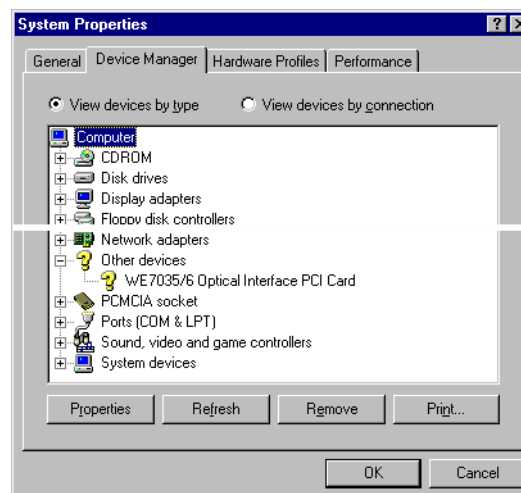 System Properties
General Device Manager Hardware Profiles Performance
View devices by type View devices by connection
Computer
CDROM
Disk drives
Display adapters
Floppy disk controllers
Network adapters
Other devices
WE7035/6 Optical Interface PCI Card
PCMCIA socket
Ports (COM & LPT)
Sound, video and game controllers
System devices
Properties Refresh Remove Print...
OK Cancel